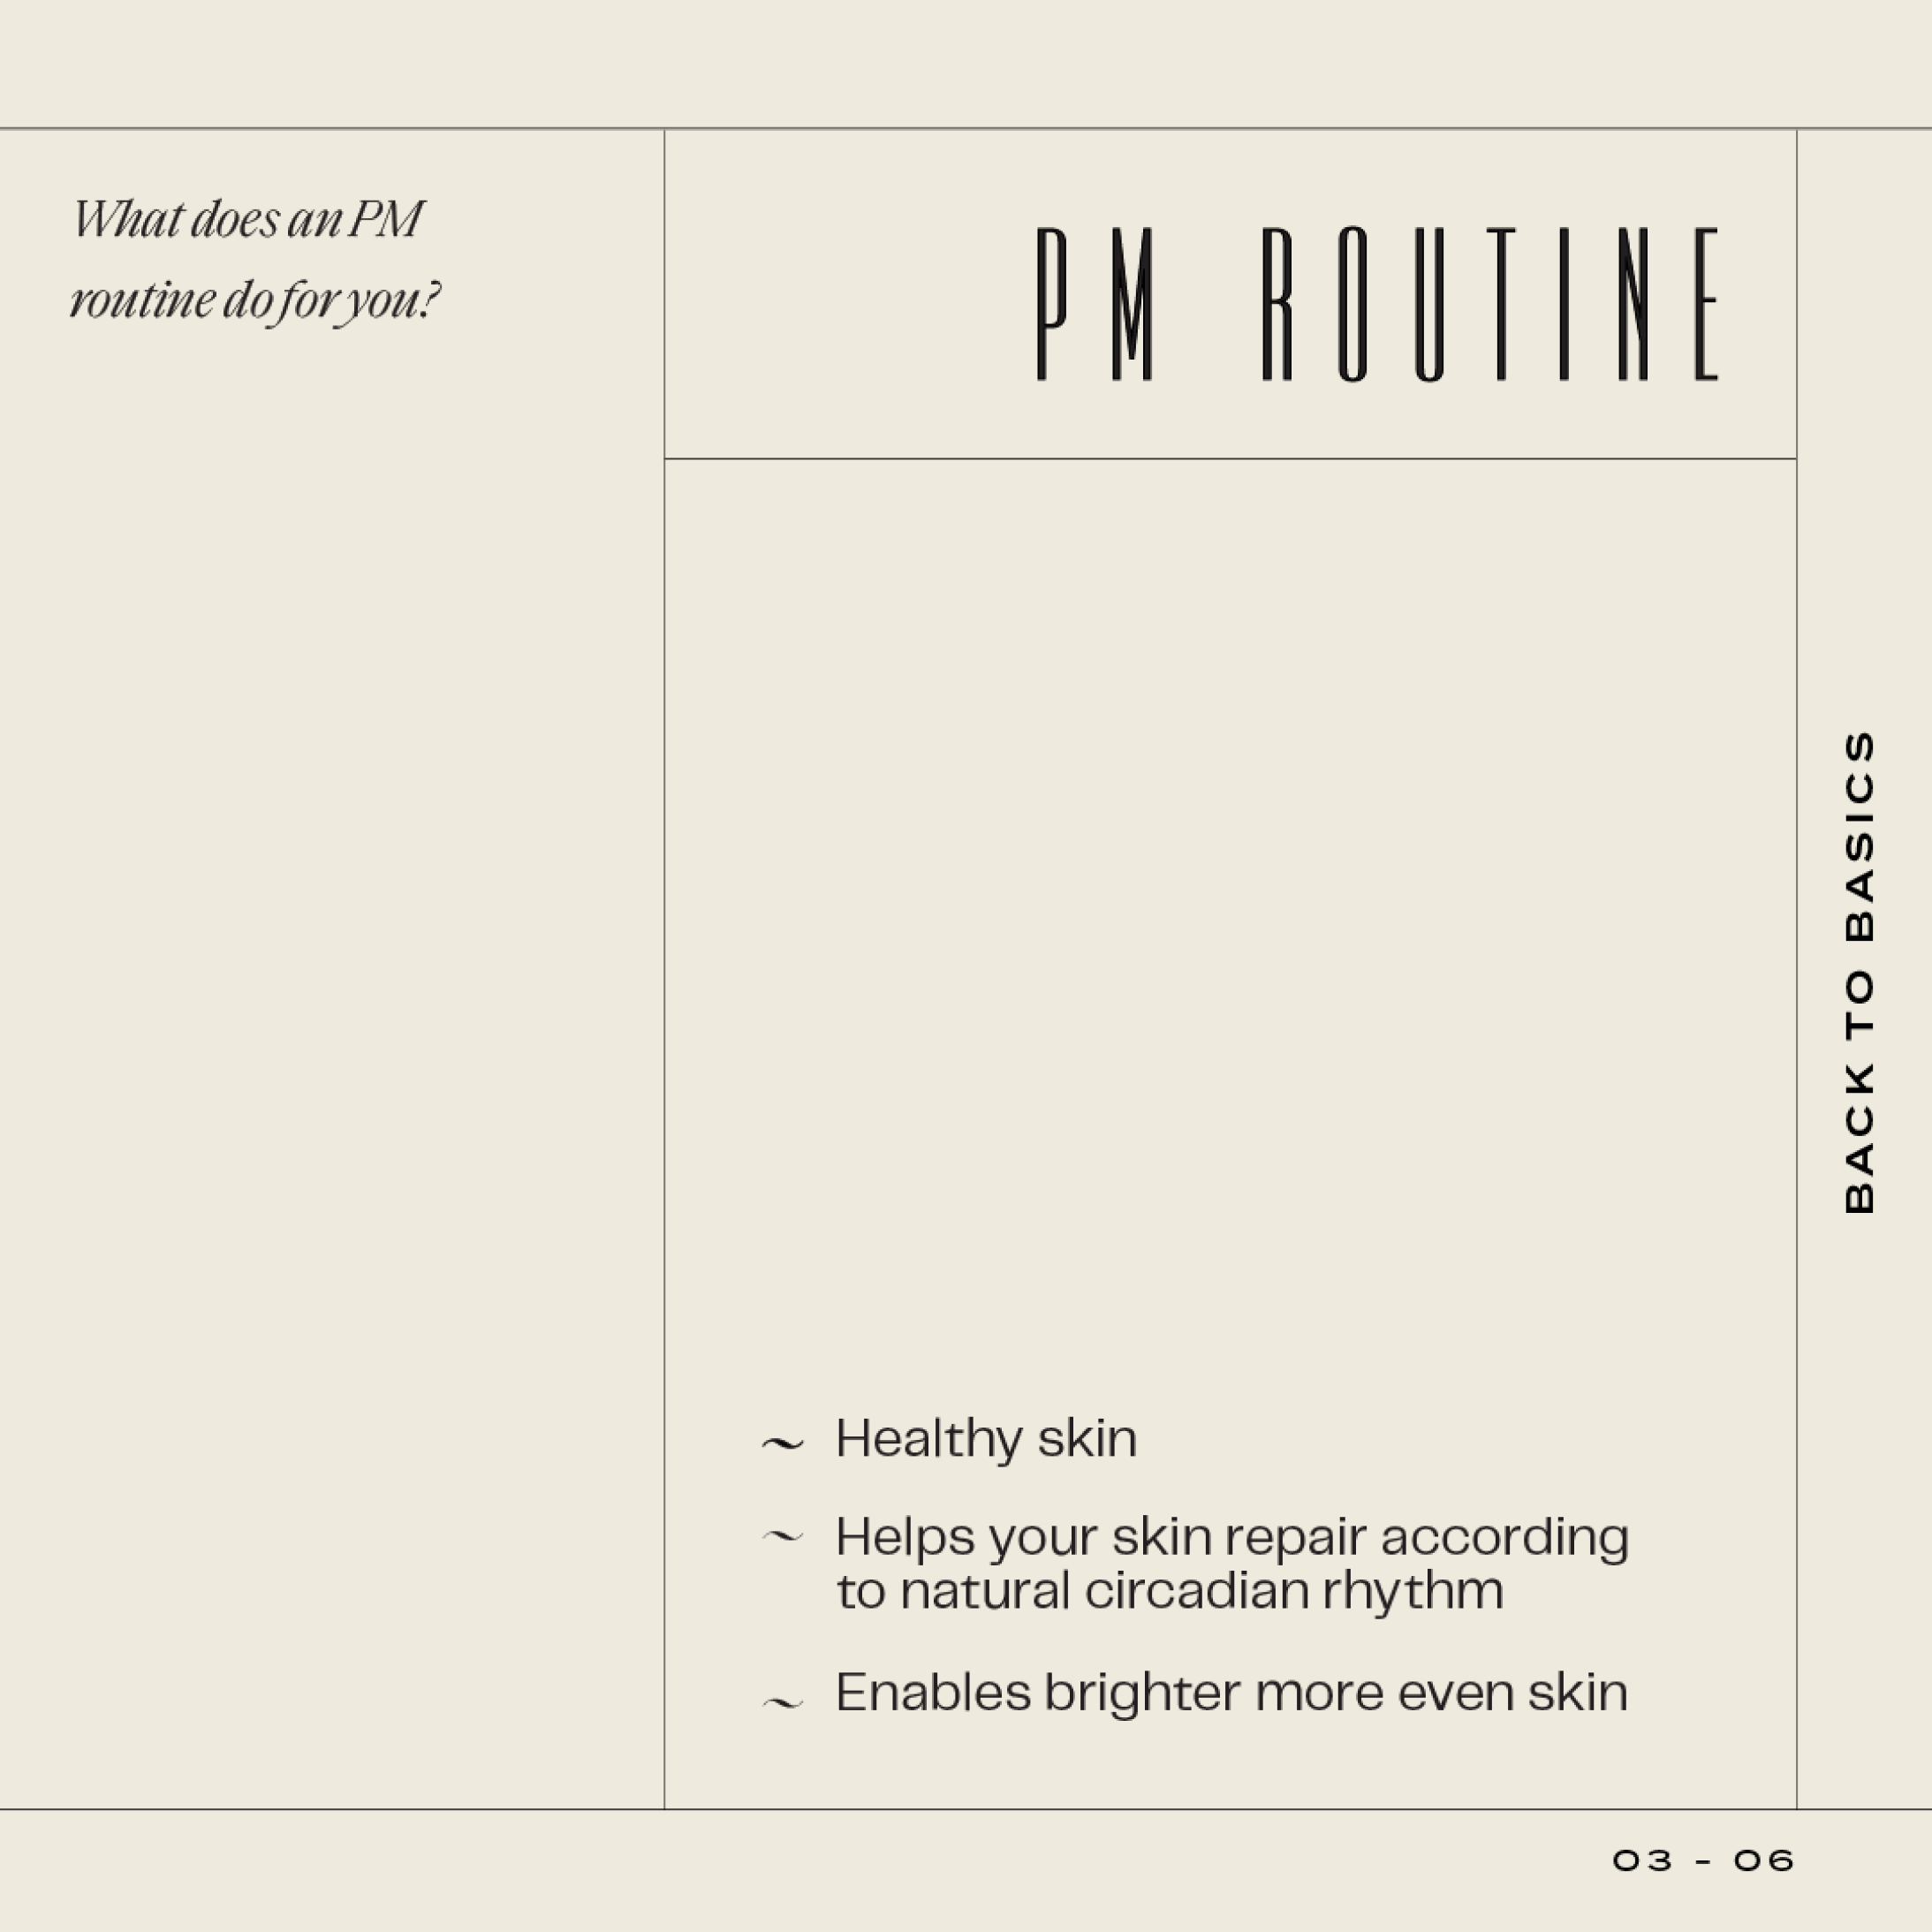 What does an PM
routine do for you?
PM ROUTINE
BACK TO BASICS
~ Healthy skin
~ Helps your skin repair according
to natural circadian rhythm
~ Enables brighter more even skin
03 - 06